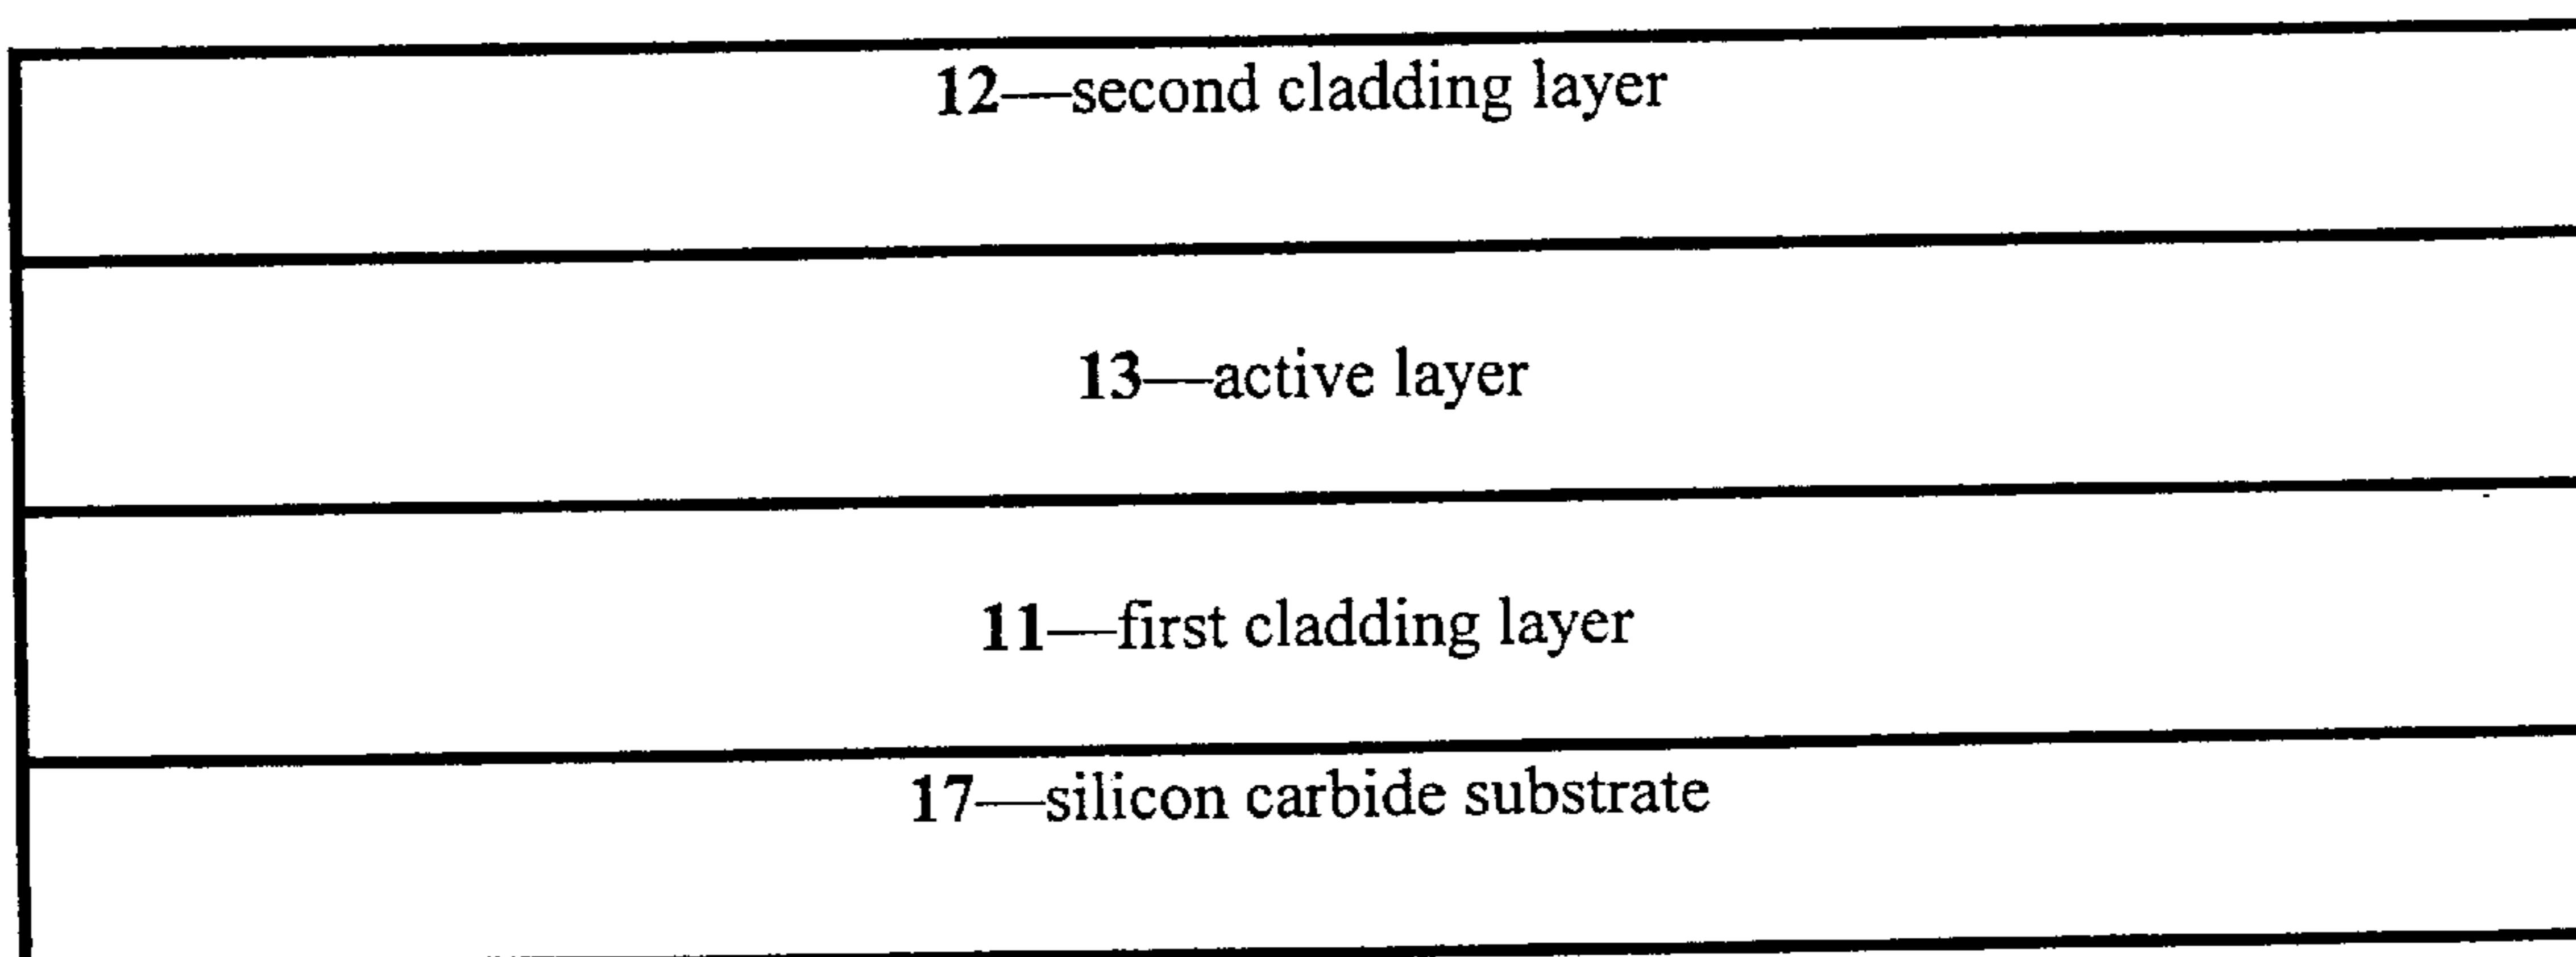 12—second cladding layer
13—active layer
11—first cladding layer
17—silicon carbide substrate